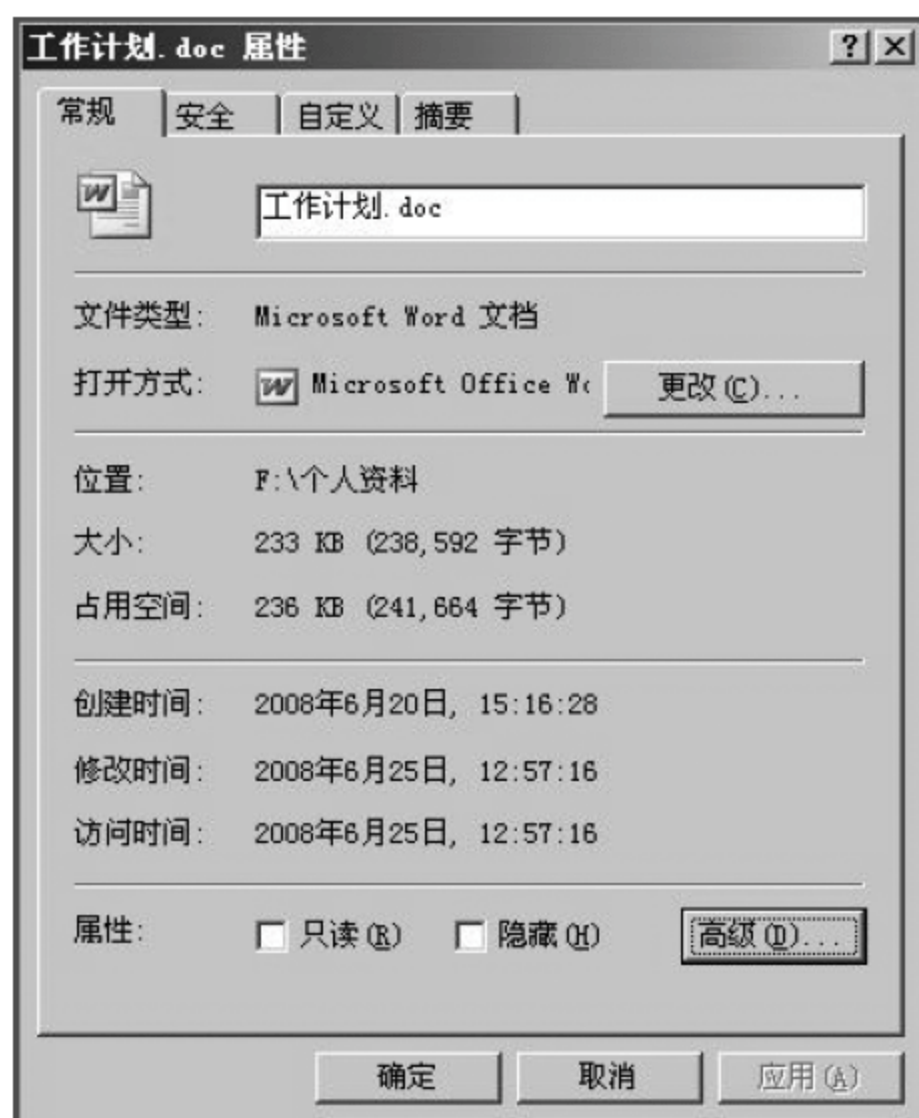 工作计划.doc 属性
常规 安全 自定义 摘要
工作计划.doc
文件类型: Microsoft Word 文档
打开方式: Microsoft Office Wo 更改(C)...
位置: F:\个人资料
大小: 233 KB (238,592 字节)
占用空间: 236 KB (241,664 字节)
创建时间: 2008年6月20日, 15:16:28
修改时间: 2008年6月25日, 12:57:16
访问时间: 2008年6月25日, 12:57:16
属性: 只读(R) 隐藏(H) 高级(D)...
确定 取消 应用(A)